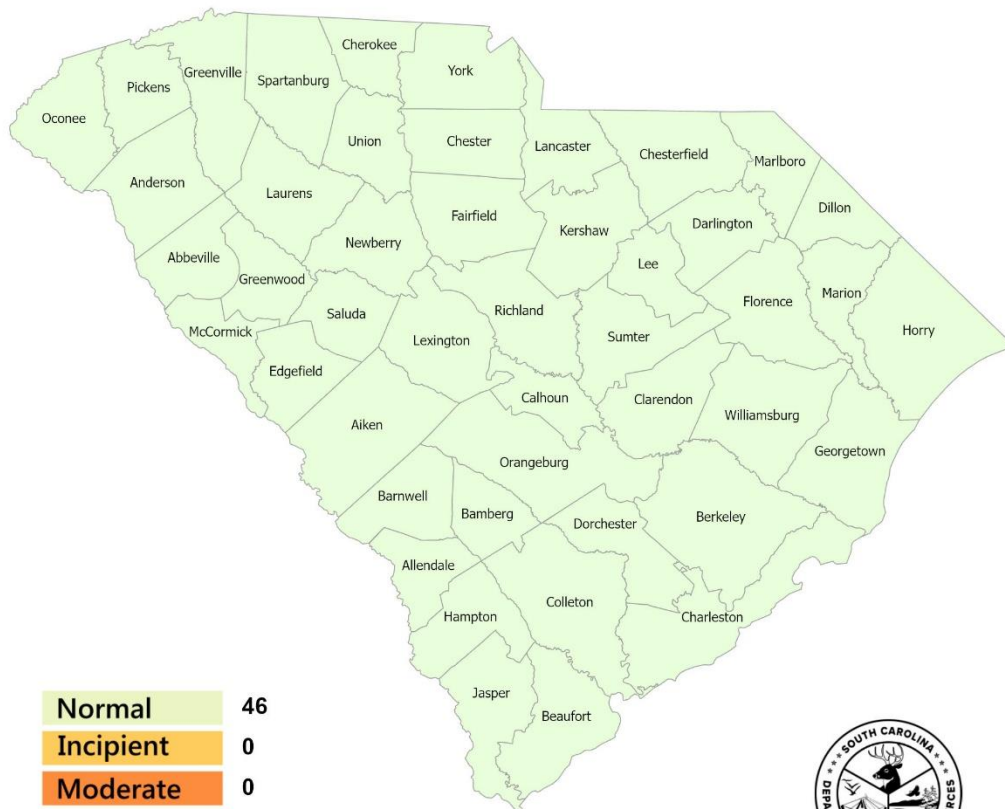 Cherokee
York
Greenville
Spartanburg
Pickens
Oconee
Union
Chester
Lancaster
Chesterfield
Marlboro
Anderson
Laurens
Fairfield
Darlington
Dillon
Newberry
Kershaw
Abbeville
Lee
Greenwood
Florence
Marion
Richland
Saluda
McCormick
Horry
Lexington
Sumter
Edgefield
Calhoun
Clarendon
Williamsburg
Aiken
Georgetown
Orangeburg
Barnwell
Bamberg
Berkeley
Dorchester
Allendale
Colleton
Hampton
Charleston
Jasper
Beaufort
Normal 46
Incipient 0
Moderate 0
SOUTH CAROLINA